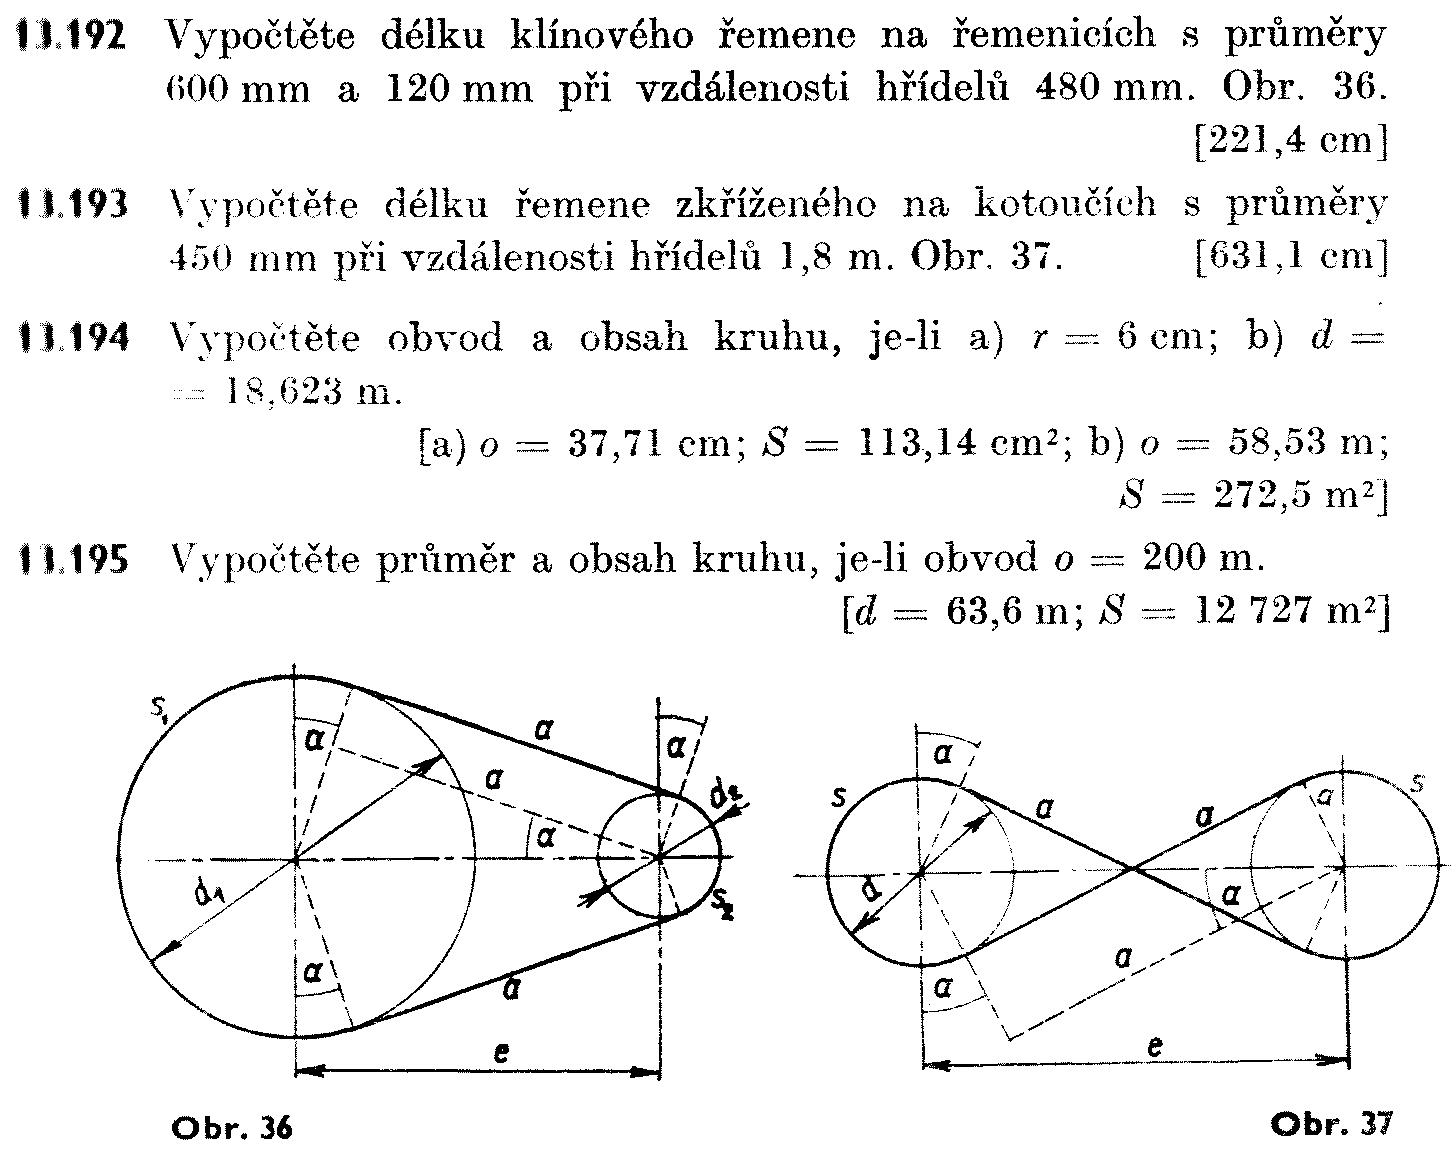 11.192 Vypočtěte délku klínového řemene na řemenicích s průměry
600 mm a 120 mm při vzdálenosti hřídelů 480 mm. Obr. 36.
[221,4 cm]
11.193 Vypočtěte délku řemene zkříženého na kotoučích s průměry
450 mm při vzdálenosti hřídelů 1,8 m. Obr. 37. [631,1 cm]
11.194 Vypočtěte obvod a obsah kruhu, je-li a) r = 6 cm; b) d =
= 18,623 m.
[a) o = 37,71 cm; S = 113,14 cm²; b) o = 58,53 m;
S = 272,5 m²]
11.195 Vypočtěte průměr a obsah kruhu, je-li obvod o = 200 m.
[d = 63,6 m; S = 12 727 m²]
s₁ α a a α α d₂ d₁ s₂ α a e
s α a a α s d α a α e
Obr. 36 Obr. 37